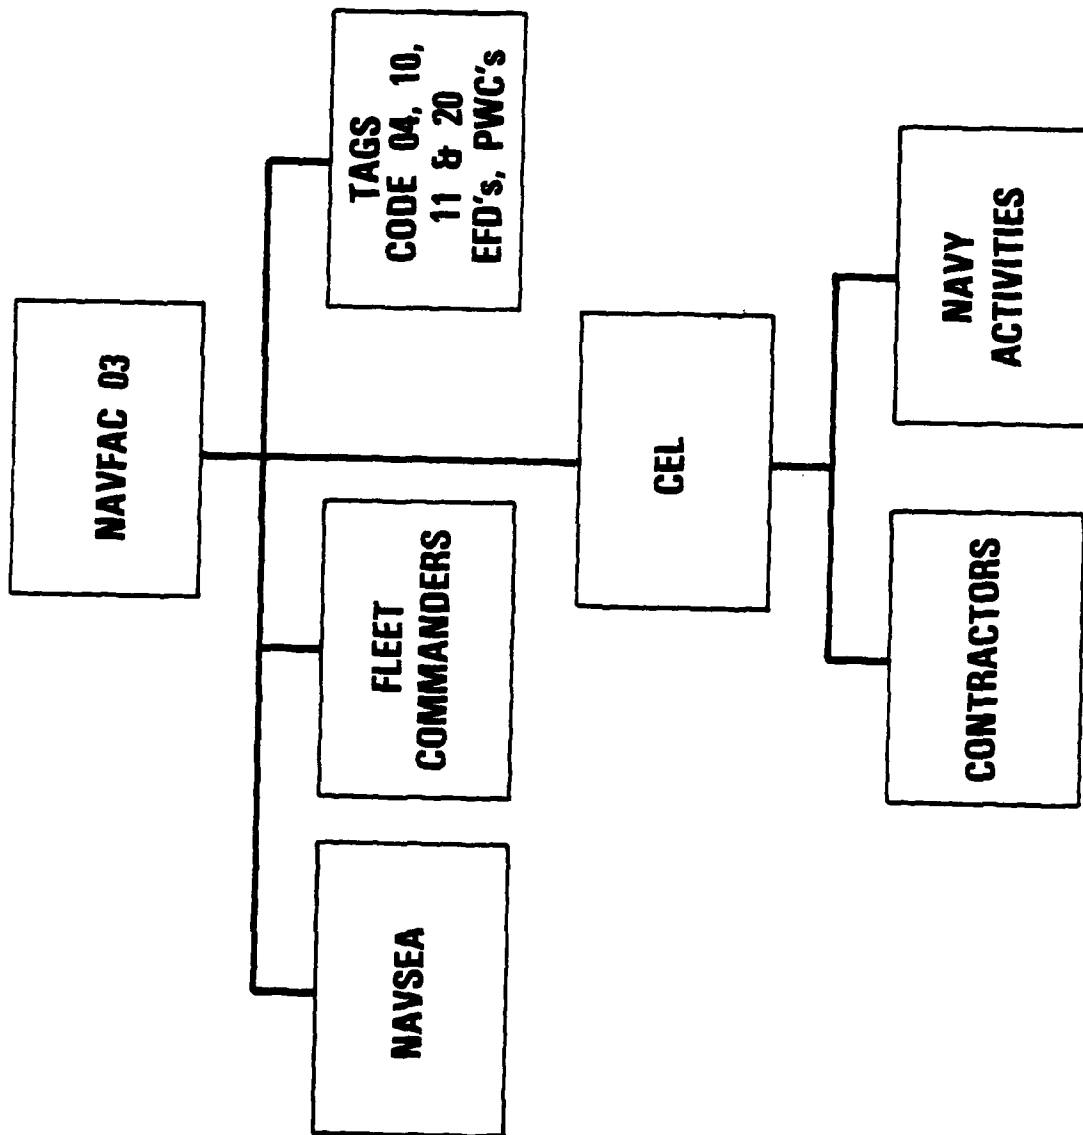 NAVFAC 03
NAVSEA
FLEET
COMMANDERS
TAGS
CODE 04, 10,
11 & 20
EFD's, PWC's
CEL
CONTRACTORS
NAVY
ACTIVITIES